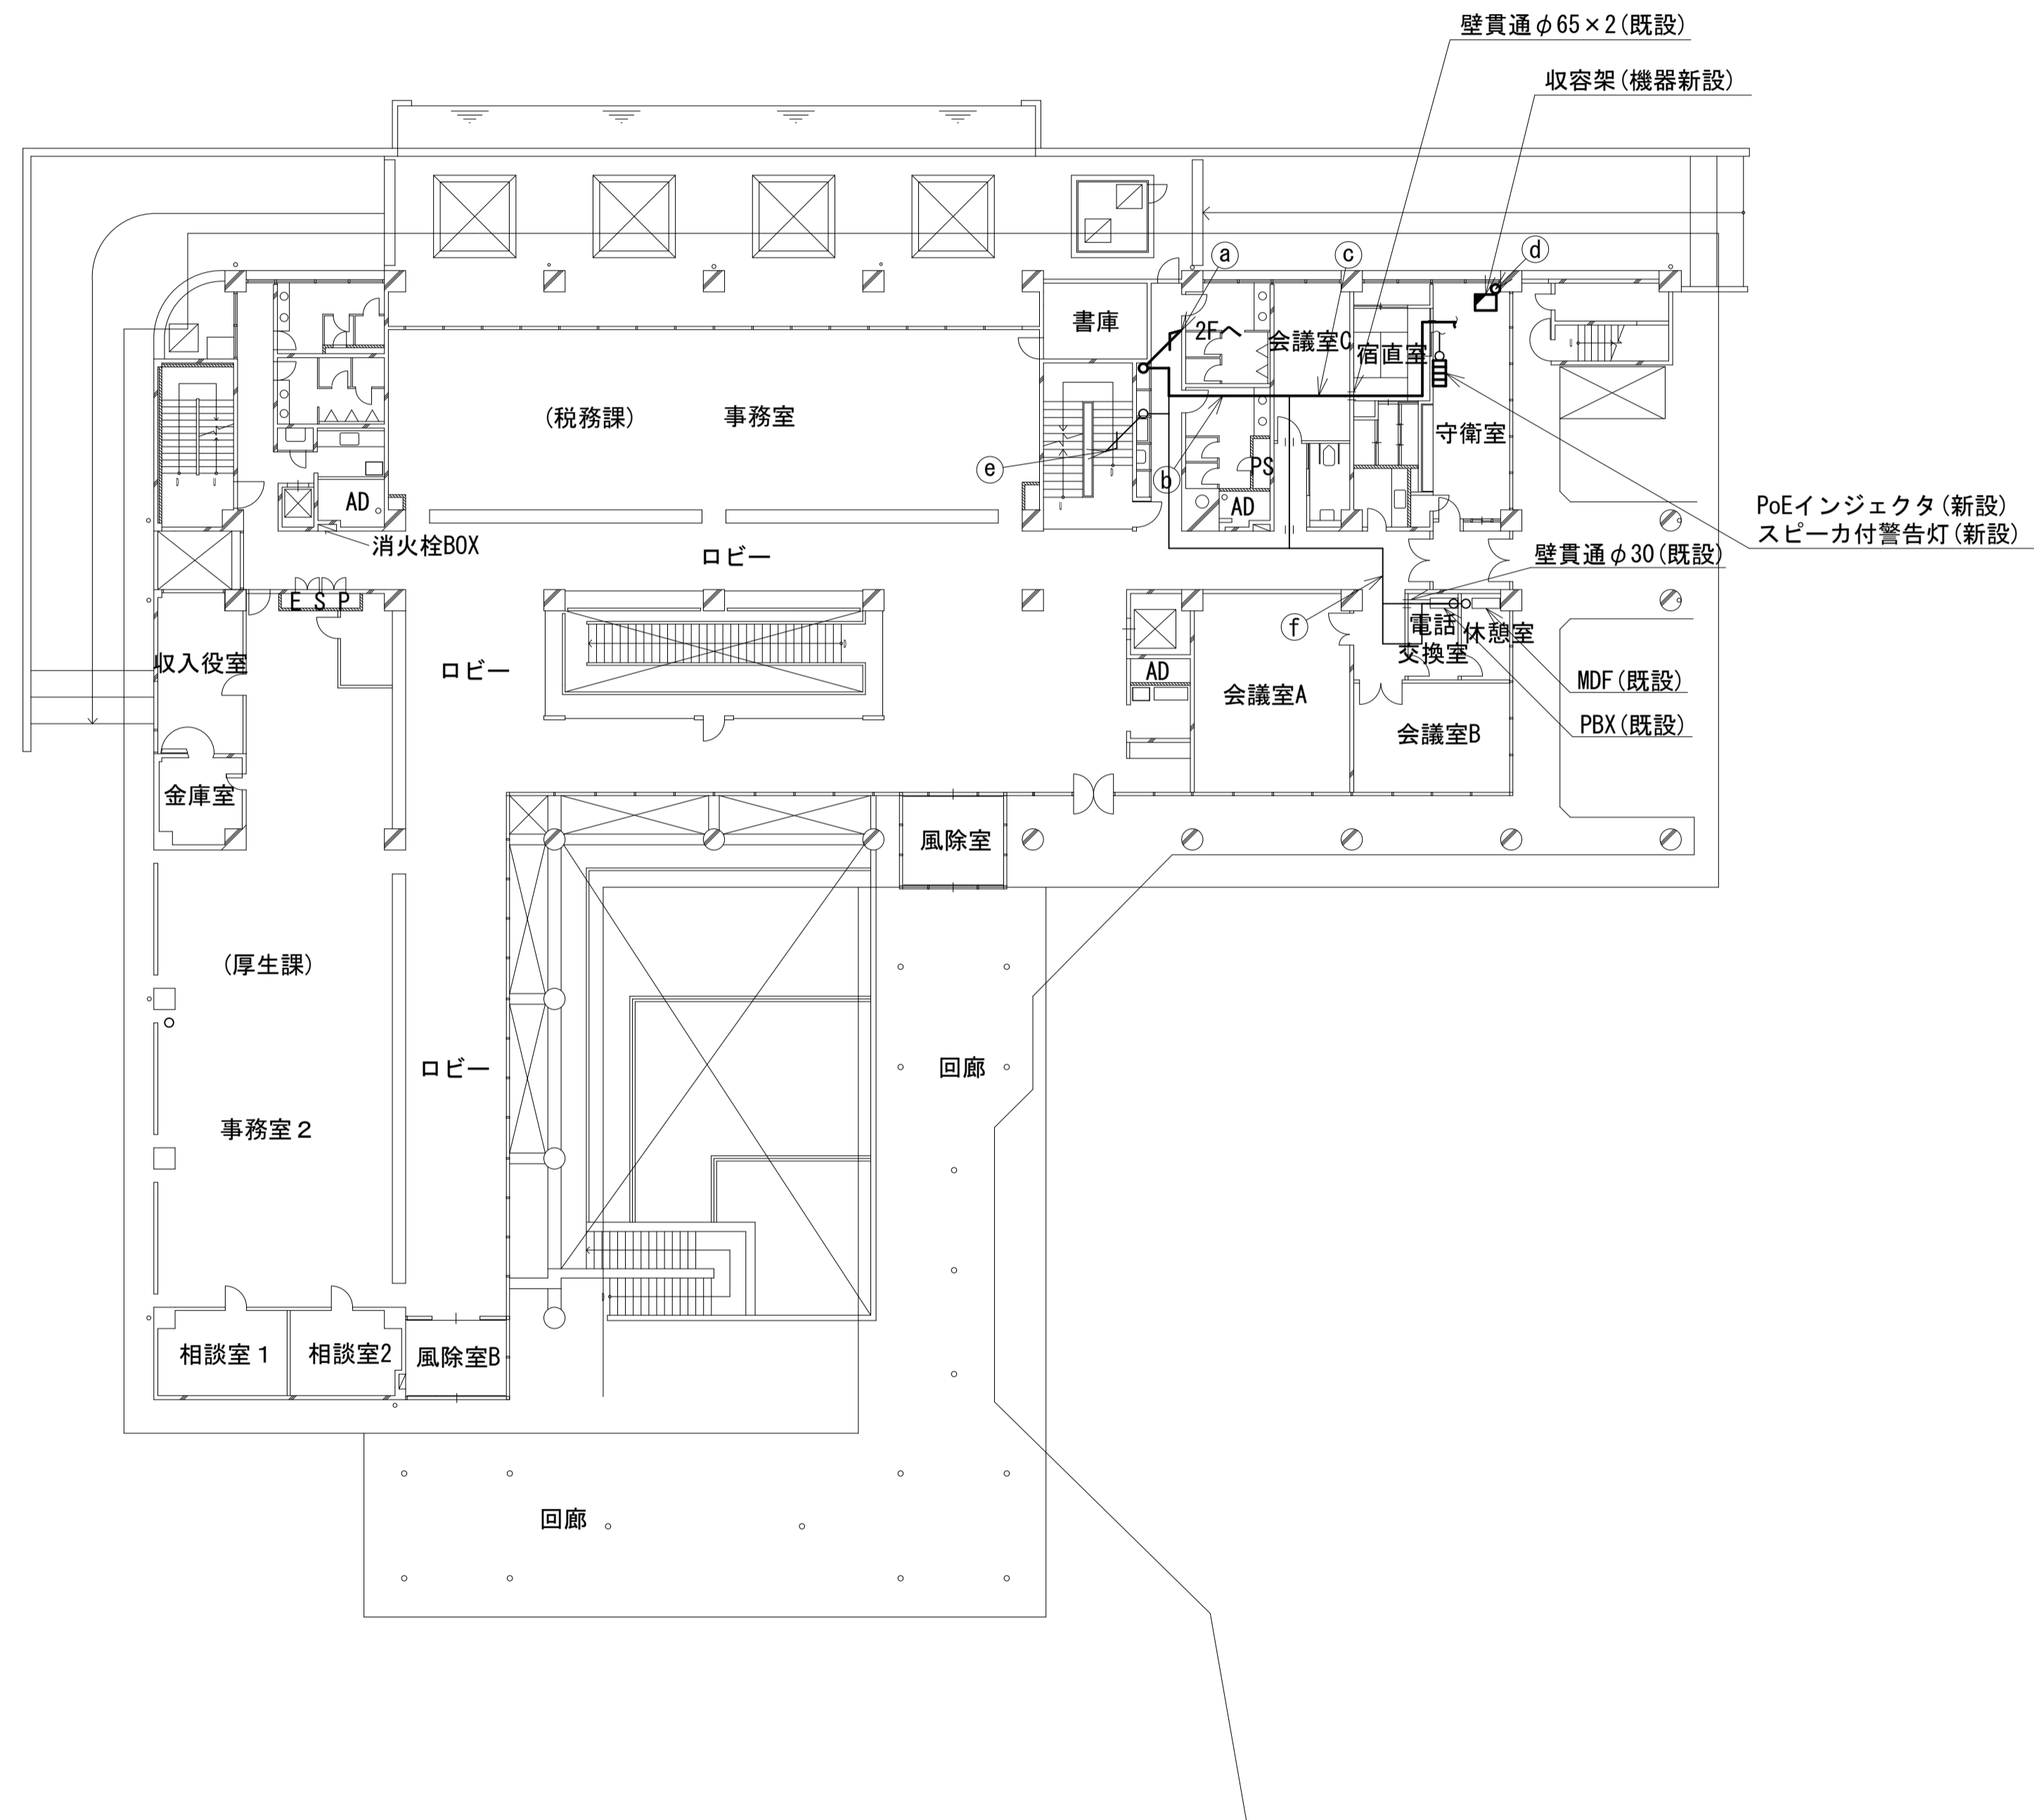 壁貫通φ65×2(既設)
収容架(機器新設)
a
c
d
書庫
2Fへ
会議室C
宿直室
(税務課)
事務室
守衛室
e
b
PS
AD
AD
PoEインジェクタ(新設)
スピーカ付警告灯(新設)
消火栓BOX
ロビー
壁貫通φ30(既設)
E S P
f
電話
交換室
休憩室
収入役室
ロビー
AD
会議室A
MDF(既設)
PBX(既設)
会議室B
金庫室
風除室
(厚生課)
ロビー
回廊
事務室２
相談室１
相談室2
風除室B
回廊